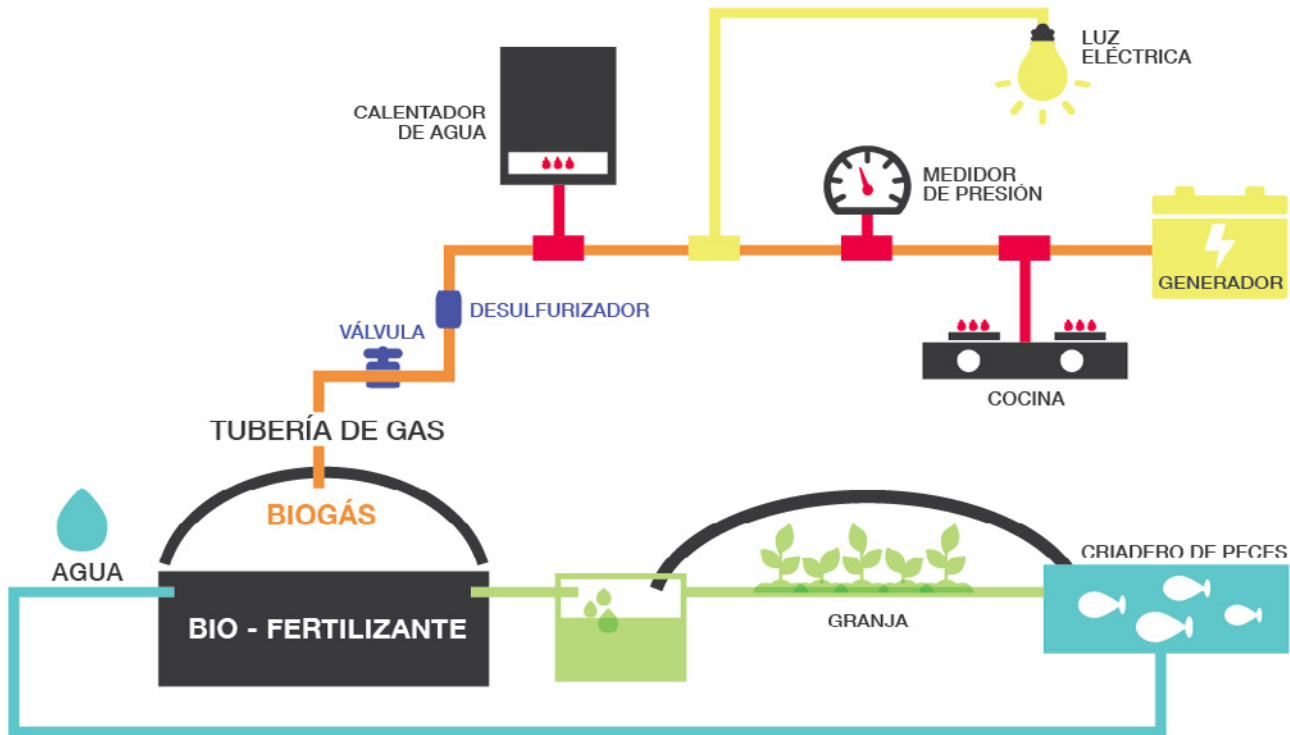 LUZ
ELÉCTRICA
CALENTADOR
DE AGUA
MEDIDOR
DE PRESIÓN
GENERADOR
DESULFURIZADOR
VÁLVULA
COCINA
TUBERÍA DE GAS
BIOGÁS
AGUA
CRIADERO DE PECES
BIO - FERTILIZANTE
GRANJA